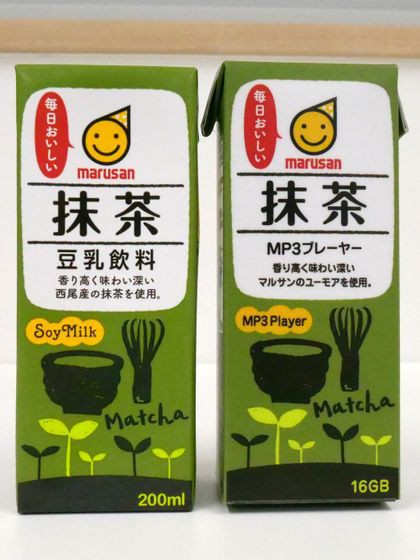 毎日おいしい
marusan
抹茶
豆乳飲料
香り高く味わい深い
西尾産の抹茶を使用。
SoyMilk
Matcha
200ml
毎日おいしい
marusan
抹茶
MP3プレーヤー
香り高く味わい深い
マルサンのユーモアを使用。
MP3 Player
Matcha
16GB